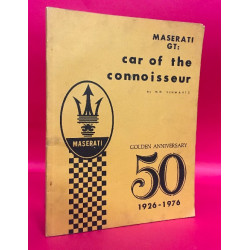 MASERATI
GT:
car of the
connoisseur
MASERATI
GOLDEN ANNIVERSARY
50
1926-1976